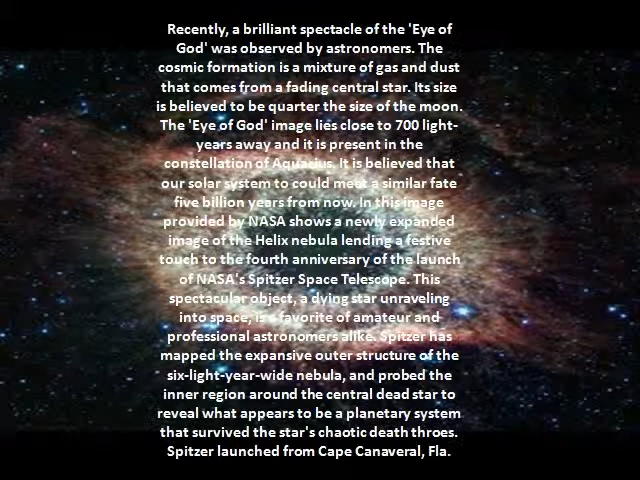 Recently, a brilliant spectacle of the 'Eye of
God' was observed by astronomers. The
cosmic formation is a mixture of gas and dust
that comes from a fading central star. Its size
is believed to be quarter the size of the moon.
The 'Eye of God' image lies close to 700 light-
years away and it is present in the
constellation of Aquarius. It is believed that
our solar system to could meet a similar fate
five billion years from now. In this image
provided by NASA shows a newly expanded
image of the Helix nebula lending a festive
touch to the fourth anniversary of the launch
of NASA's Spitzer Space Telescope. This
spectacular object, a dying star unraveling
into space, is a favorite of amateur and
professional astronomers alike. Spitzer has
mapped the expansive outer structure of the
six-light-year-wide nebula, and probed the
inner region around the central dead star to
reveal what appears to be a planetary system
that survived the star's chaotic death throes.
Spitzer launched from Cape Canaveral, Fla.